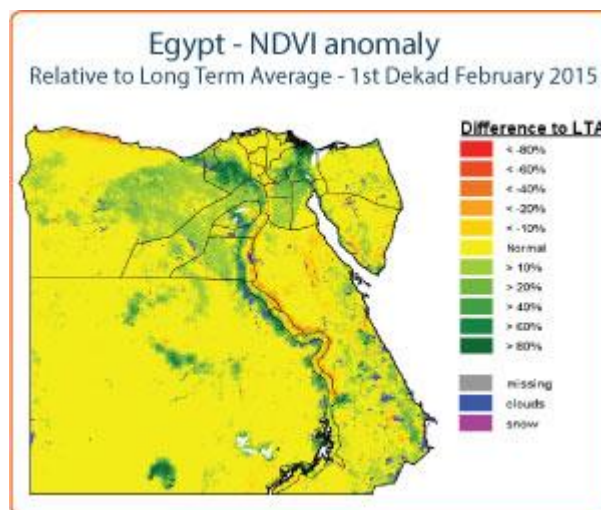 Egypt - NDVI anomaly
Relative to Long Term Average - 1st Dekad February 2015
Difference to LTA
< -80%
< -60%
< -40%
< -20%
< -10%
Normal
> 10%
> 20%
> 40%
> 60%
> 80%
missing
clouds
snow